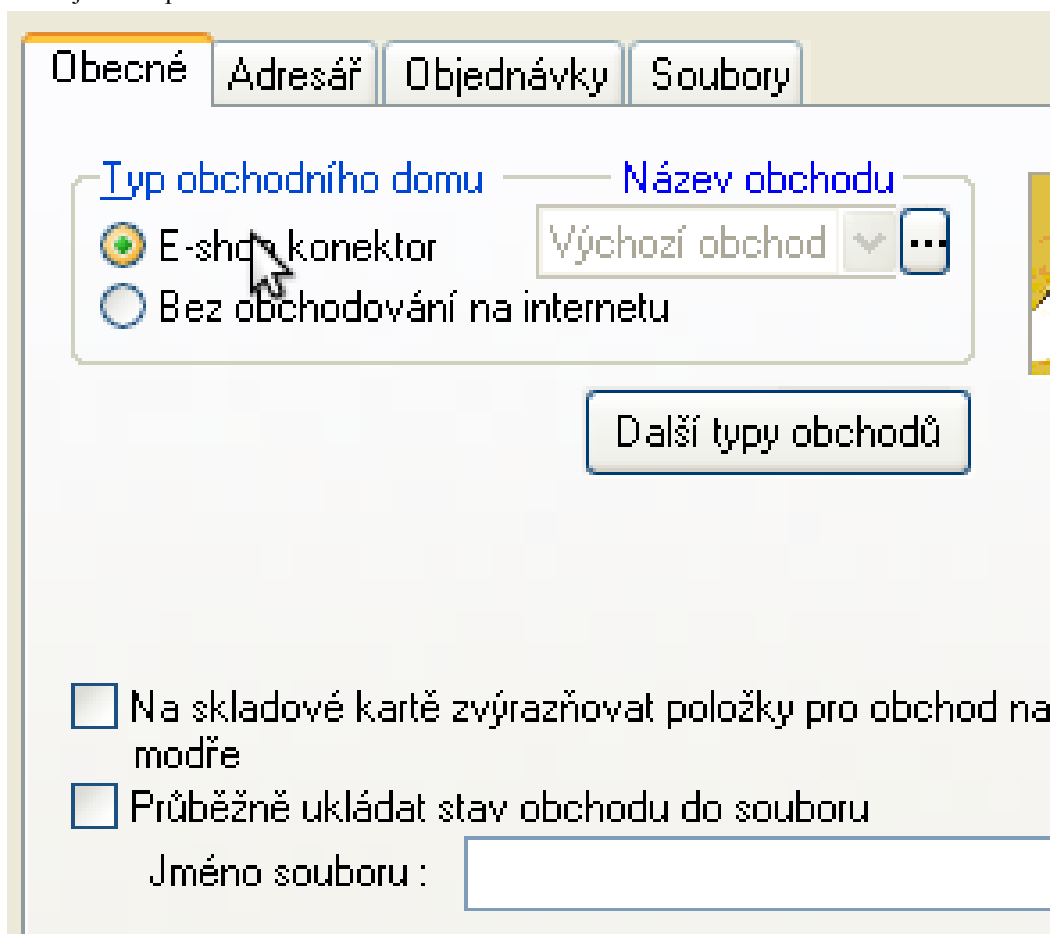 Obecné Adresář Objednávky Soubory
Typ obchodního domu Název obchodu
E-shop konektor Výchozí obchod ...
Bez obchodování na internetu
Další typy obchodů
Na skladové kartě zvýrazňovat položky pro obchod na
modře
Průběžně ukládat stav obchodu do souboru
Jméno souboru :